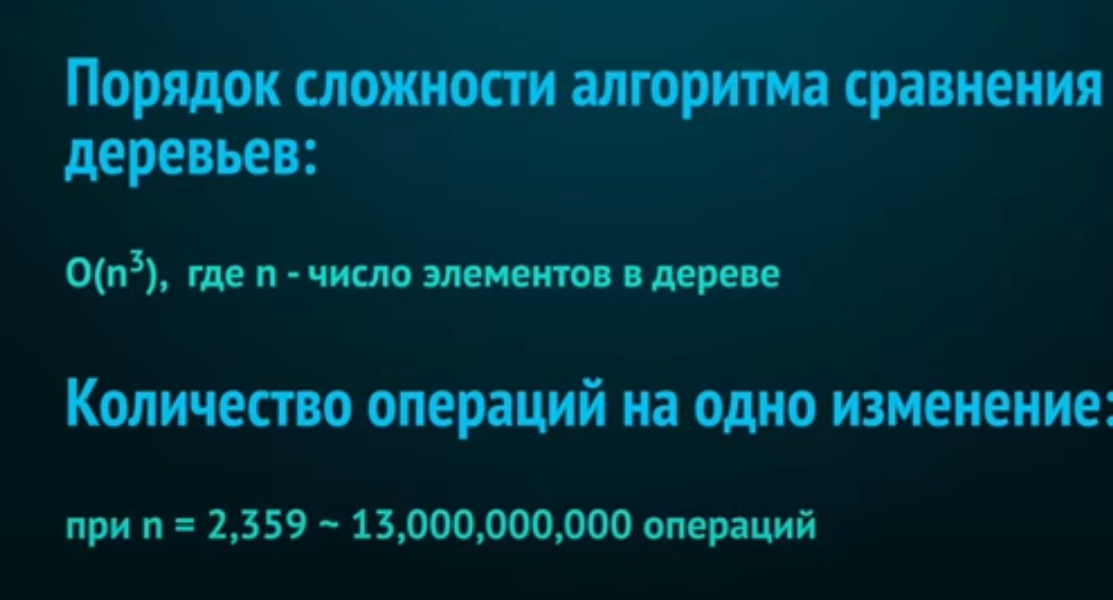 Порядок сложности алгоритма сравнения
деревьев:
O(n³), где n - число элементов в дереве
Количество операций на одно изменение:
при n = 2,359 ~ 13,000,000,000 операций